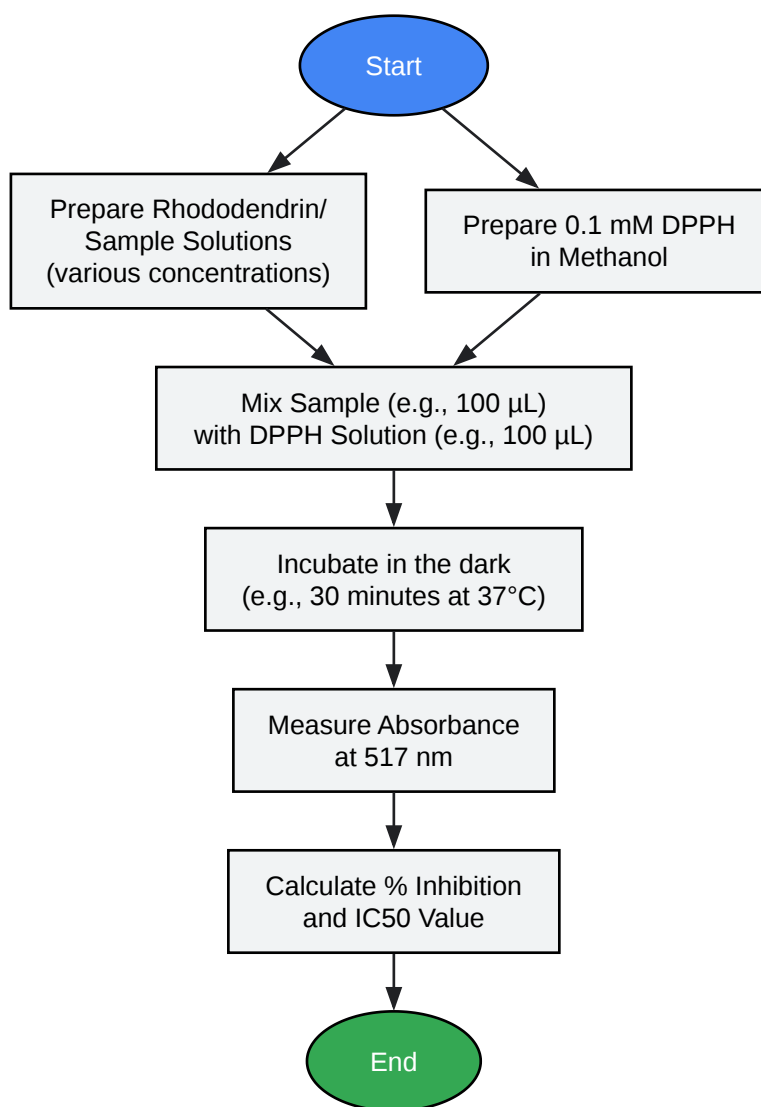 Start
Prepare Rhododendrin/
Sample Solutions
(various concentrations)
Prepare 0.1 mM DPPH
in Methanol
Mix Sample (e.g., 100 µL)
with DPPH Solution (e.g., 100 µL)
Incubate in the dark
(e.g., 30 minutes at 37°C)
Measure Absorbance
at 517 nm
Calculate % Inhibition
and IC50 Value
End